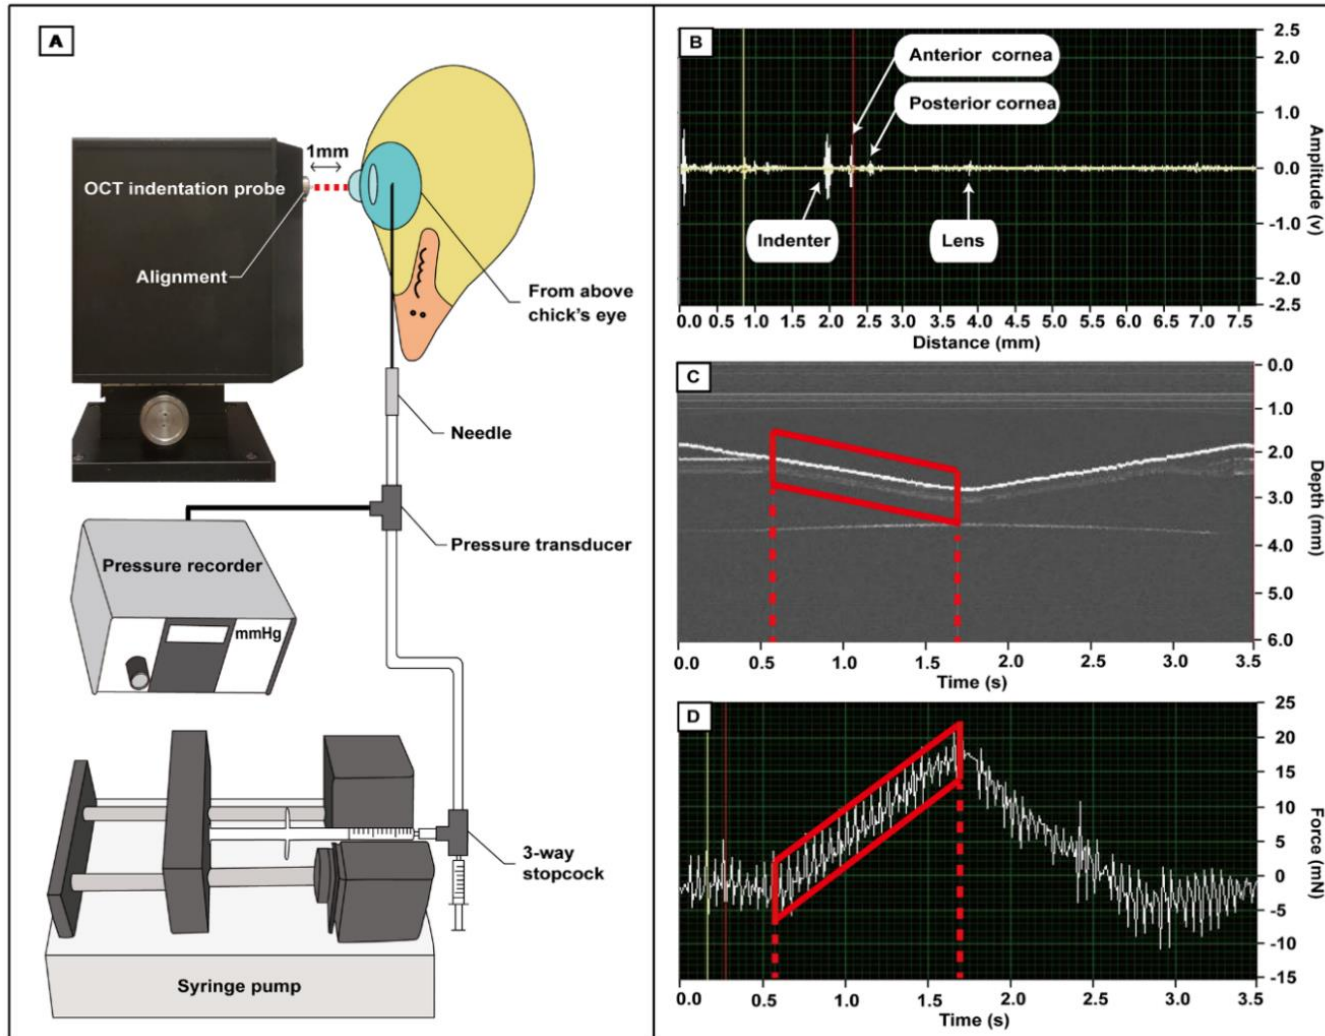 A
1mm
OCT indentation probe
Alignment
From above
chick's eye
Needle
Pressure transducer
Pressure recorder
mmHg
3-way
stopcock
Syringe pump
B
Anterior cornea
Posterior cornea
Indenter
Lens
2.5
2.0
1.0
0.0
-1.0
-2.0
-2.5
Amplitude (v)
0.0 0.5 1.0 1.5 2.0 2.5 3.0 3.5 4.0 4.5 5.0 5.5 6.0 6.5 7.0 7.5
Distance (mm)
C
0.0
1.0
2.0
3.0
4.0
5.0
6.0
Depth (mm)
0.0 0.5 1.0 1.5 2.0 2.5 3.0 3.5
Time (s)
D
25
20
15
10
5
0
-5
-10
-15
Force (mN)
0.0 0.5 1.0 1.5 2.0 2.5 3.0 3.5
Time (s)